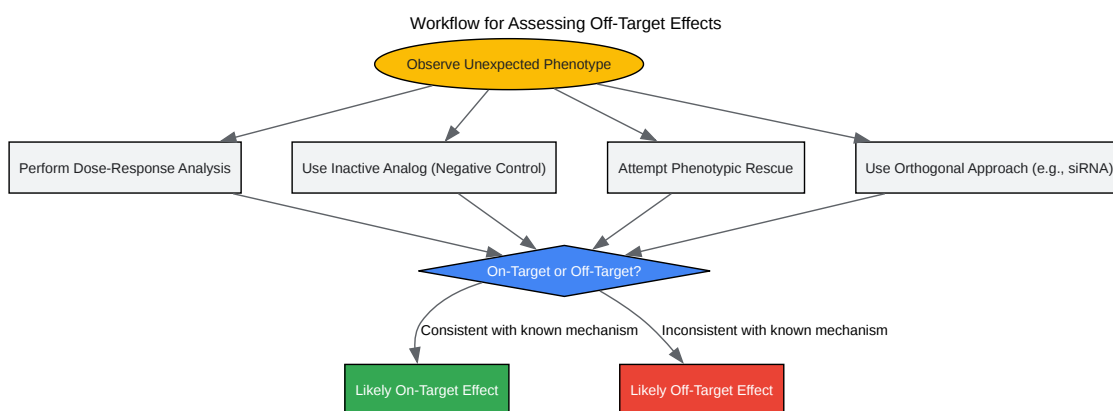 Workflow for Assessing Off-Target Effects
Observe Unexpected Phenotype
Perform Dose-Response Analysis
Use Inactive Analog (Negative Control)
Attempt Phenotypic Rescue
Use Orthogonal Approach (e.g., siRNA)
On-Target or Off-Target?
Consistent with known mechanism
Inconsistent with known mechanism
Likely On-Target Effect
Likely Off-Target Effect